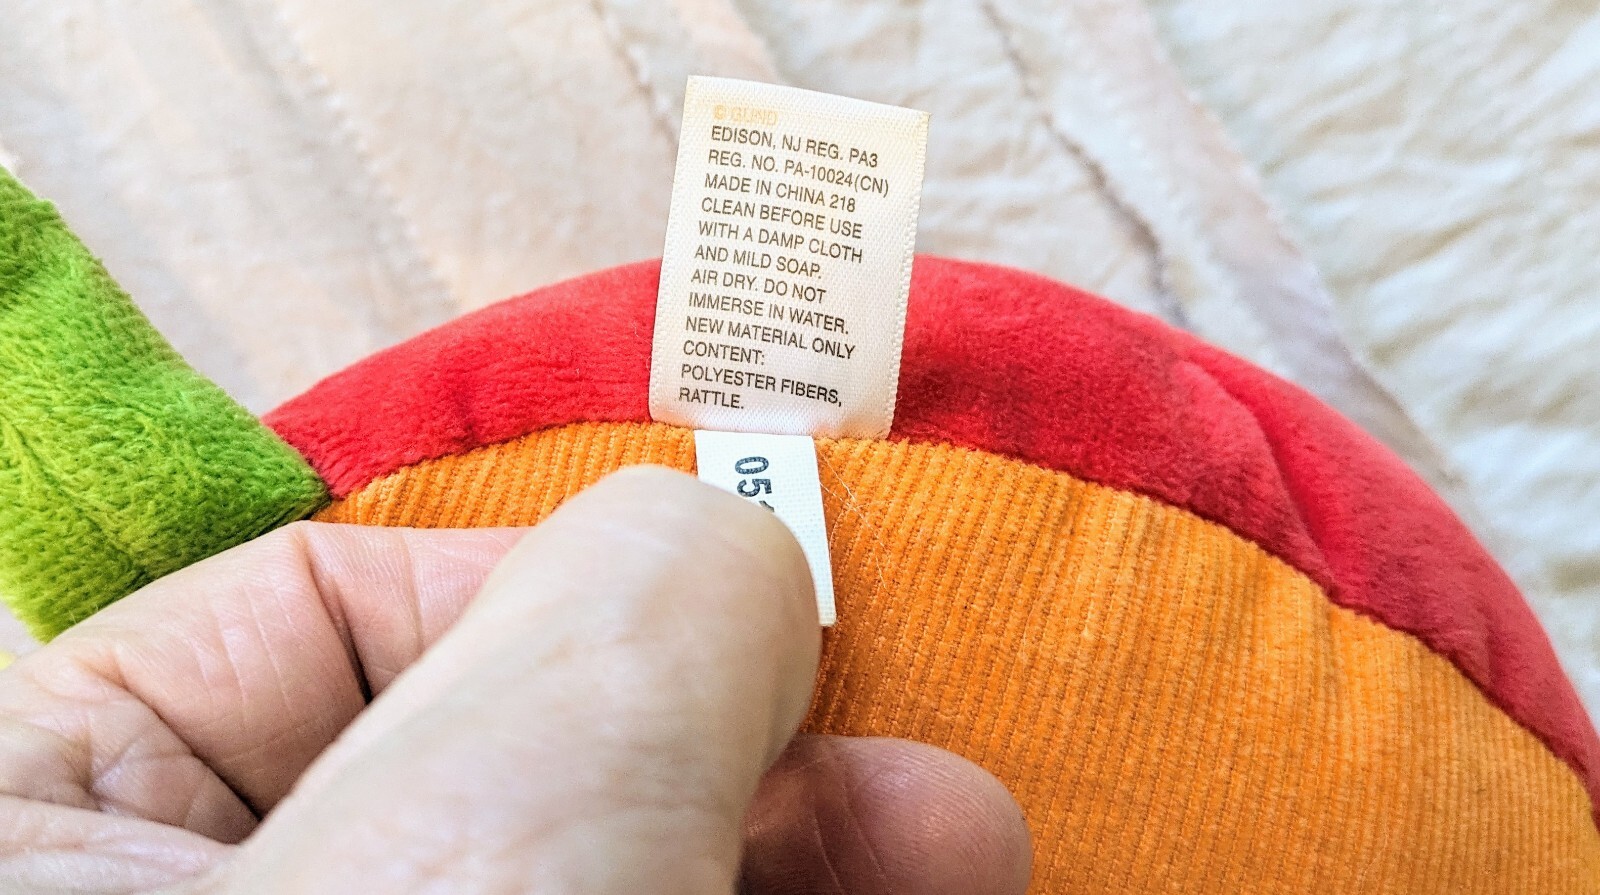 © GUND
EDISON, NJ REG. PA3
REG. NO. PA-10024(CN)
MADE IN CHINA 218
CLEAN BEFORE USE
WITH A DAMP CLOTH
AND MILD SOAP.
AIR DRY. DO NOT
IMMERSE IN WATER.
NEW MATERIAL ONLY
CONTENT:
POLYESTER FIBERS,
RATTLE.
05